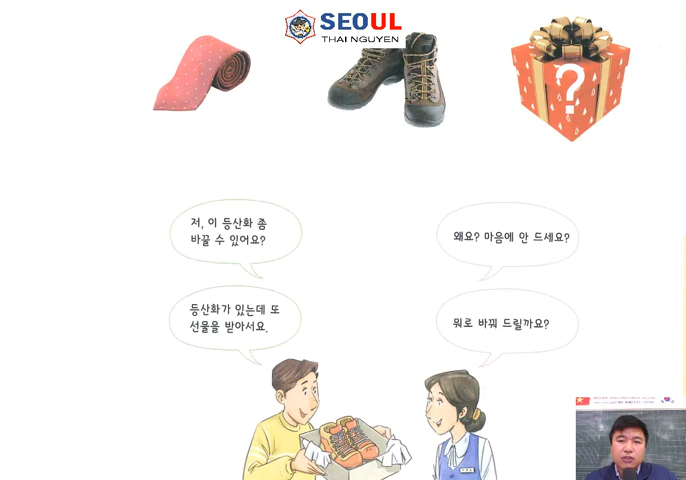 SEOUL
THAI NGUYEN
?
저, 이 등산화 좀
바꿀 수 있어요?
왜요? 마음에 안 드세요?
등산화가 있는데 또
선물을 받아서요.
뭐로 바꿔 드릴까요?